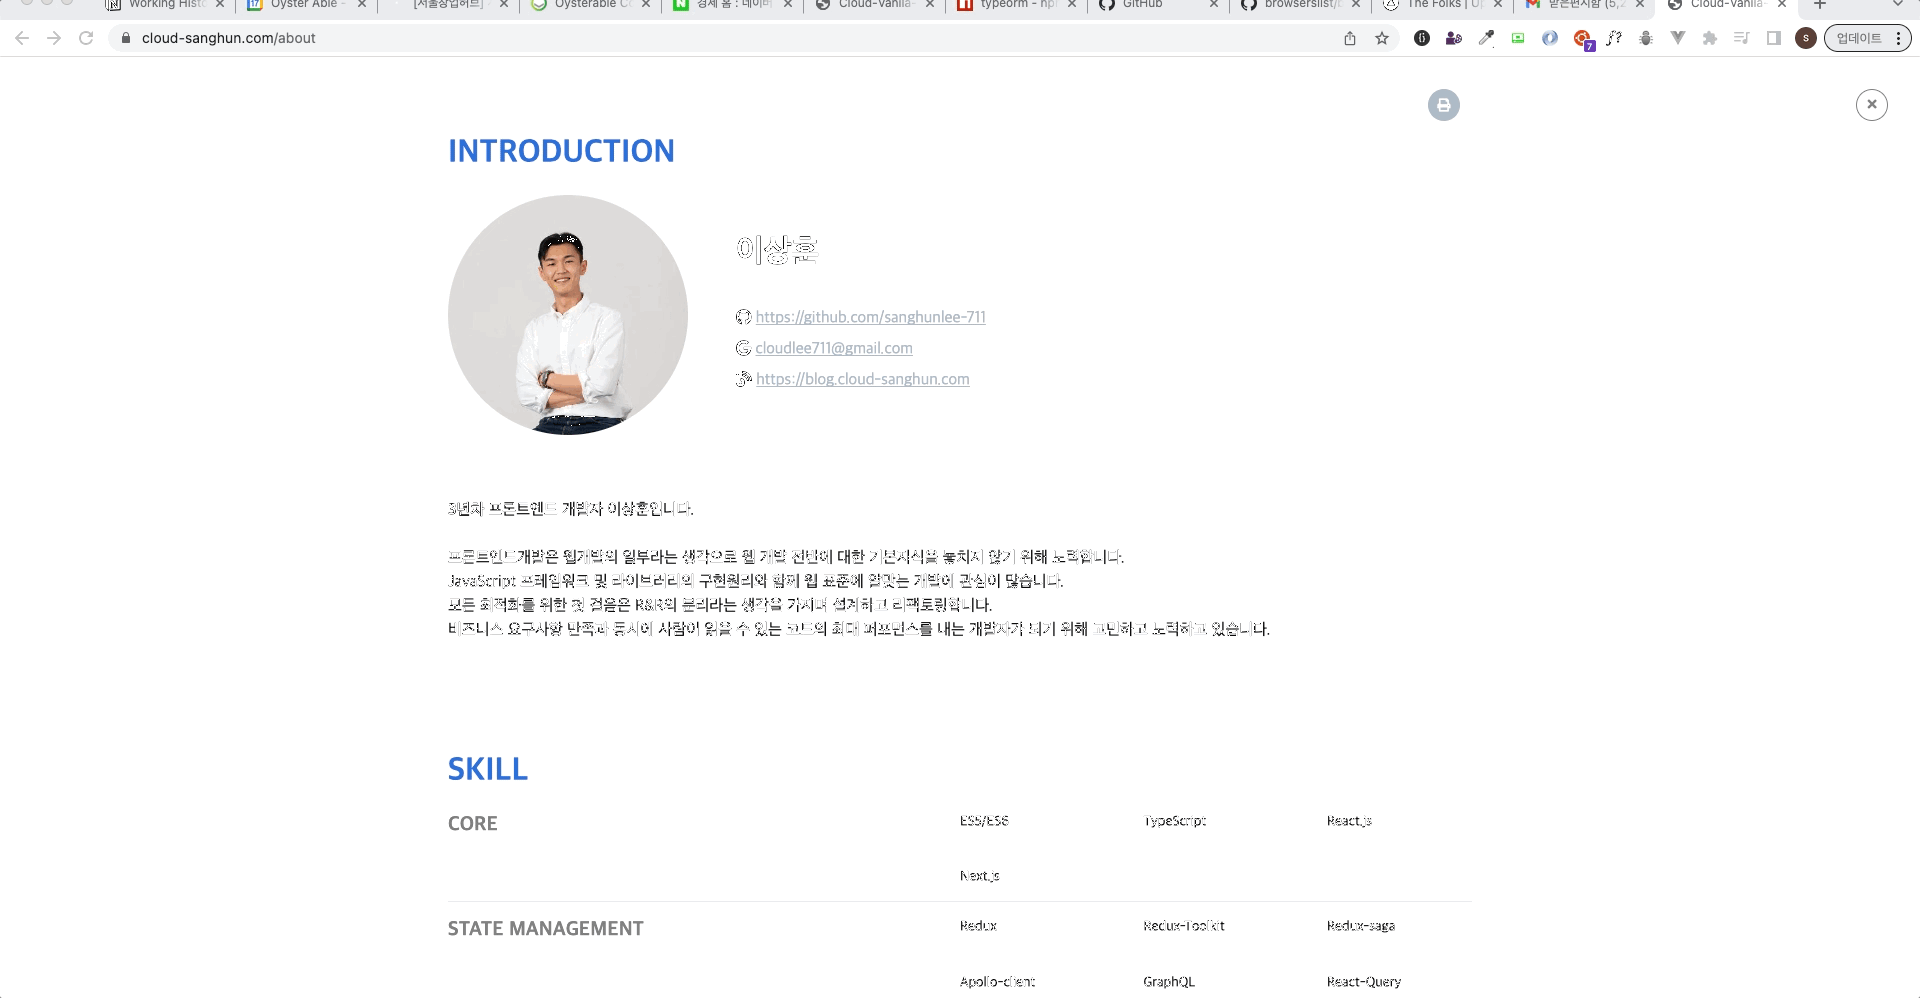 Working Histo
Oyster Able -
[서울창업허브]
Oysterable Co
경제 홈 : 네이버
Cloud-Vanila-
typeorm - npm
GitHub
browserslist/b
The Folks | Up
받은편지함 (5,2
Cloud-Vanila-
cloud-sanghun.com/about
7
s
업데이트
INTRODUCTION
이상훈
https://github.com/sanghunlee-711
cloudlee711@gmail.com
https://blog.cloud-sanghun.com
3년차 프론트엔드 개발자 이상훈입니다.
프론트엔드개발은 웹개발의 일부라는 생각으로 웹 개발 전반에 대한 기본지식을 놓치지 않기 위해 노력합니다.
JavaScript 프레임워크 및 라이브러리의 구현원리와 함께 웹 표준에 알맞는 개발에 관심이 많습니다.
모든 최적화를 위한 첫 걸음은 R&R의 분리라는 생각을 가지며 설계하고 리팩토링합니다.
비즈니스 요구사항 만족과 동시에 사람이 읽을 수 있는 코드의 최대 퍼포먼스를 내는 개발자가 되기 위해 고민하고 노력하고 있습니다.
SKILL
CORE
ES5/ES6 TypeScript React.js
Next.js
STATE MANAGEMENT
Redux Redux-Toolkit Redux-saga
Apollo-client GraphQL React-Query